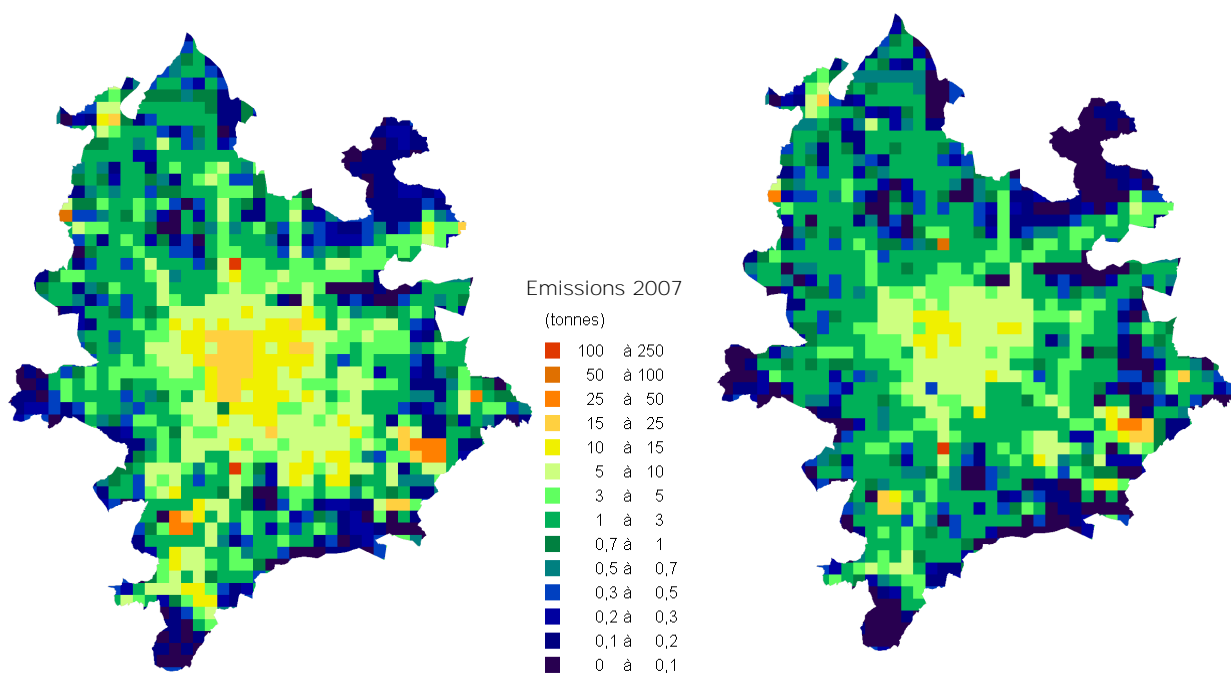 Emissions 2007
(tonnes)
100 à 250
50 à 100
25 à 50
15 à 25
10 à 15
5 à 10
3 à 5
1 à 3
0,7 à 1
0,5 à 0,7
0,3 à 0,5
0,2 à 0,3
0,1 à 0,2
0 à 0,1